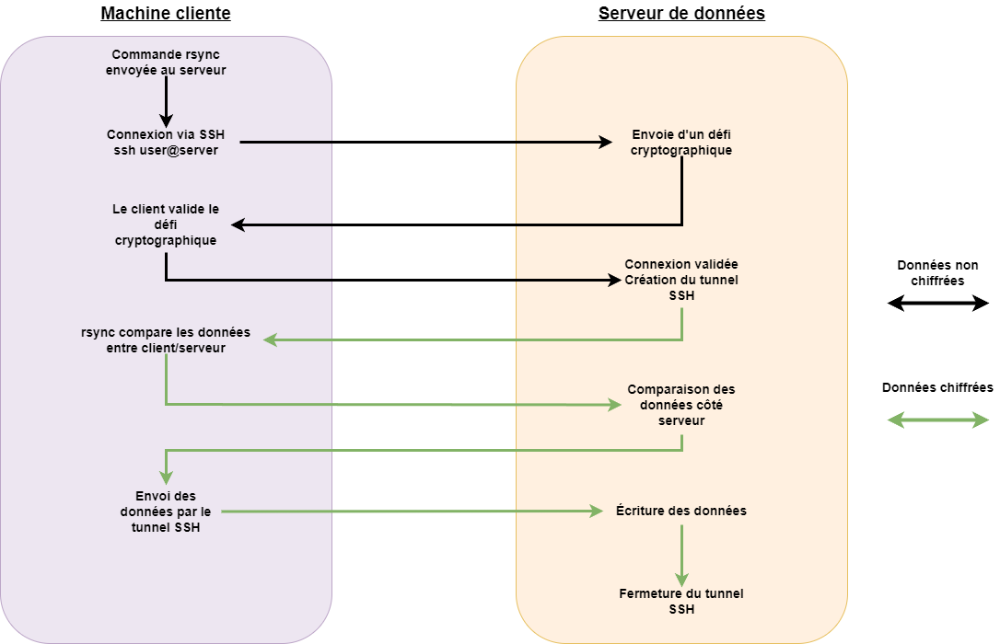 Machine cliente
Serveur de données
Commande rsync
envoyée au serveur
Connexion via SSH
ssh user@server
Envoie d'un défi
cryptographique
Le client valide le
défi
cryptographique
Connexion validée
Création du tunnel
SSH
Données non
chiffrées
rsync compare les données
entre client/serveur
Comparaison des
données côté
serveur
Données chiffrées
Envoi des
données par le
tunnel SSH
Écriture des données
Fermeture du tunnel
SSH